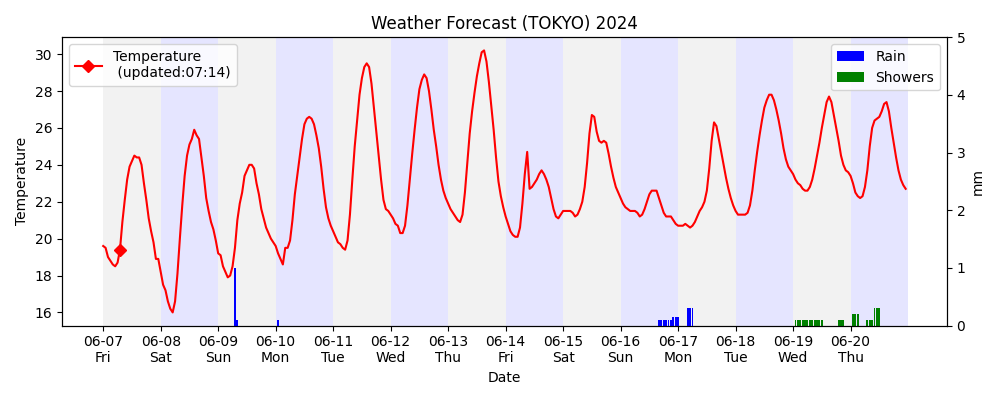 Weather Forecast (TOKYO) 2024
Temperature
(updated:07:14)
Rain
Showers
Temperature
30
28
26
24
22
20
18
16
5
4
3
2
1
0
mm
06-07 06-08 06-09 06-10 06-11 06-12 06-13 06-14 06-15 06-16 06-17 06-18 06-19 06-20
Fri Sat Sun Mon Tue Wed Thu Fri Sat Sun Mon Tue Wed Thu
Date